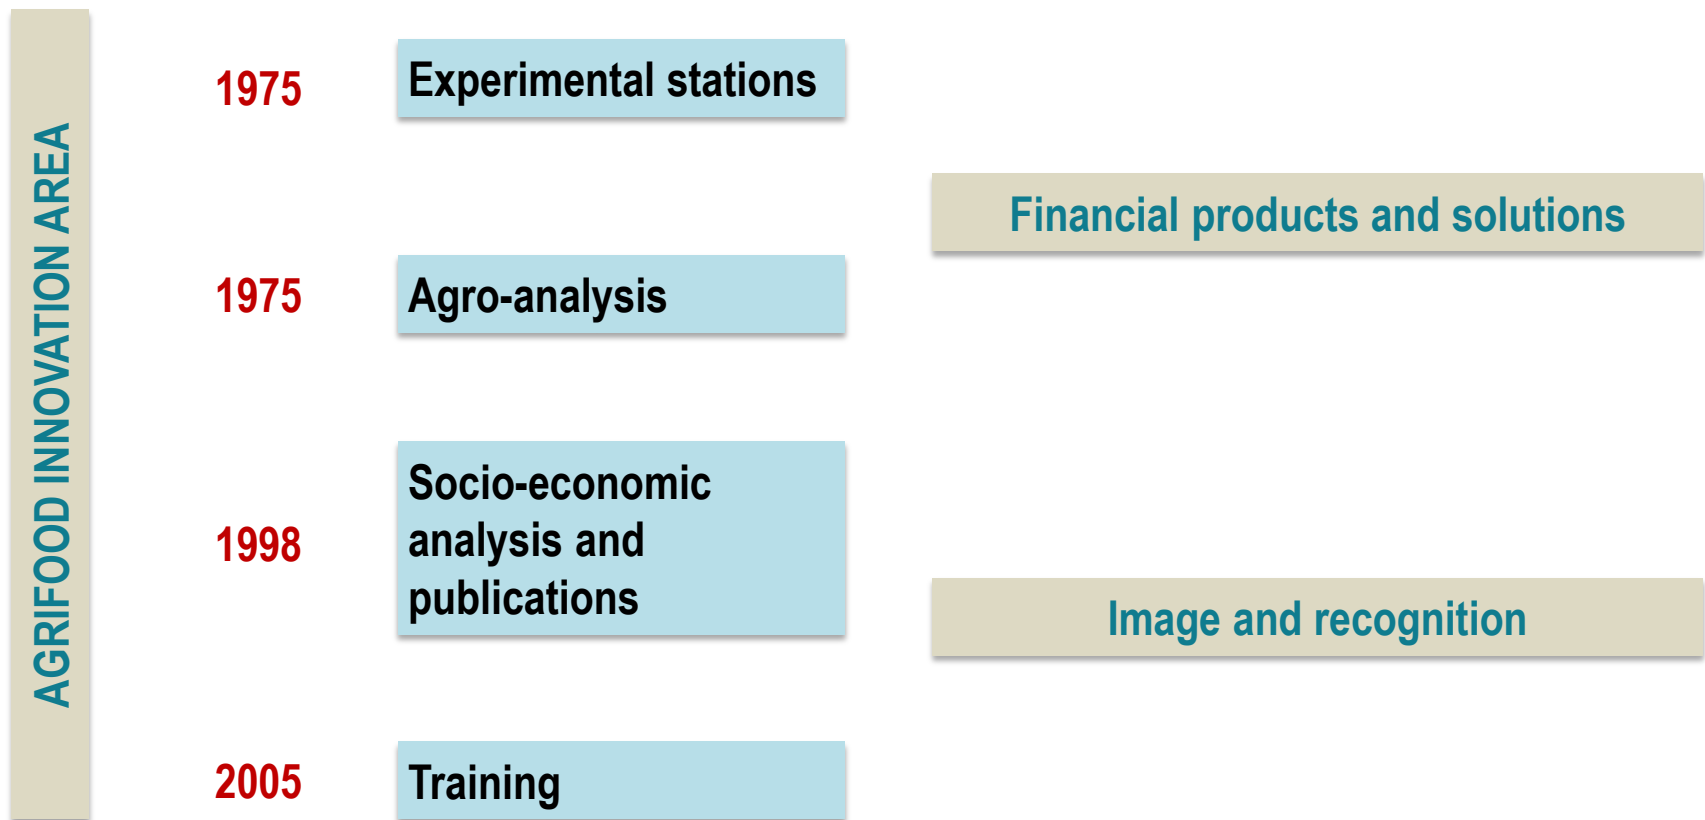 AGRIFOOD INNOVATION AREA
1975
Experimental stations
1975
Agro-analysis
1998
Socio-economic
analysis and
publications
2005
Training
Financial products and solutions
Image and recognition